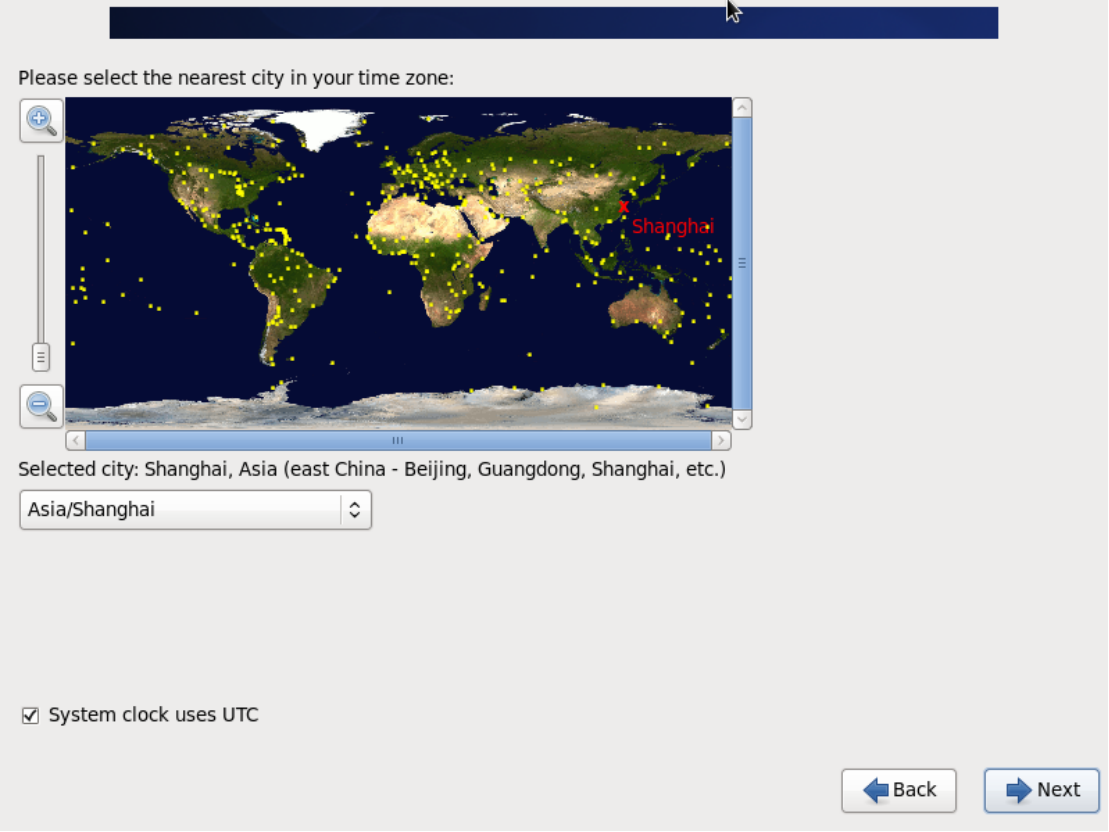 Please select the nearest city in your time zone:
Shanghai
Selected city: Shanghai, Asia (east China - Beijing, Guangdong, Shanghai, etc.)
Asia/Shanghai
System clock uses UTC
Back
Next